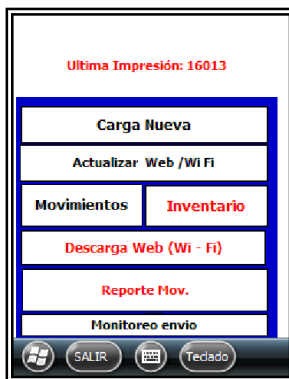 Ultima Impresión: 16013
Carga Nueva
Actualizar Web /Wi Fi
Movimientos
Inventario
Descarga Web (Wi - Fi)
Reporte Mov.
Monitoreo envio
SALIR
Teclado